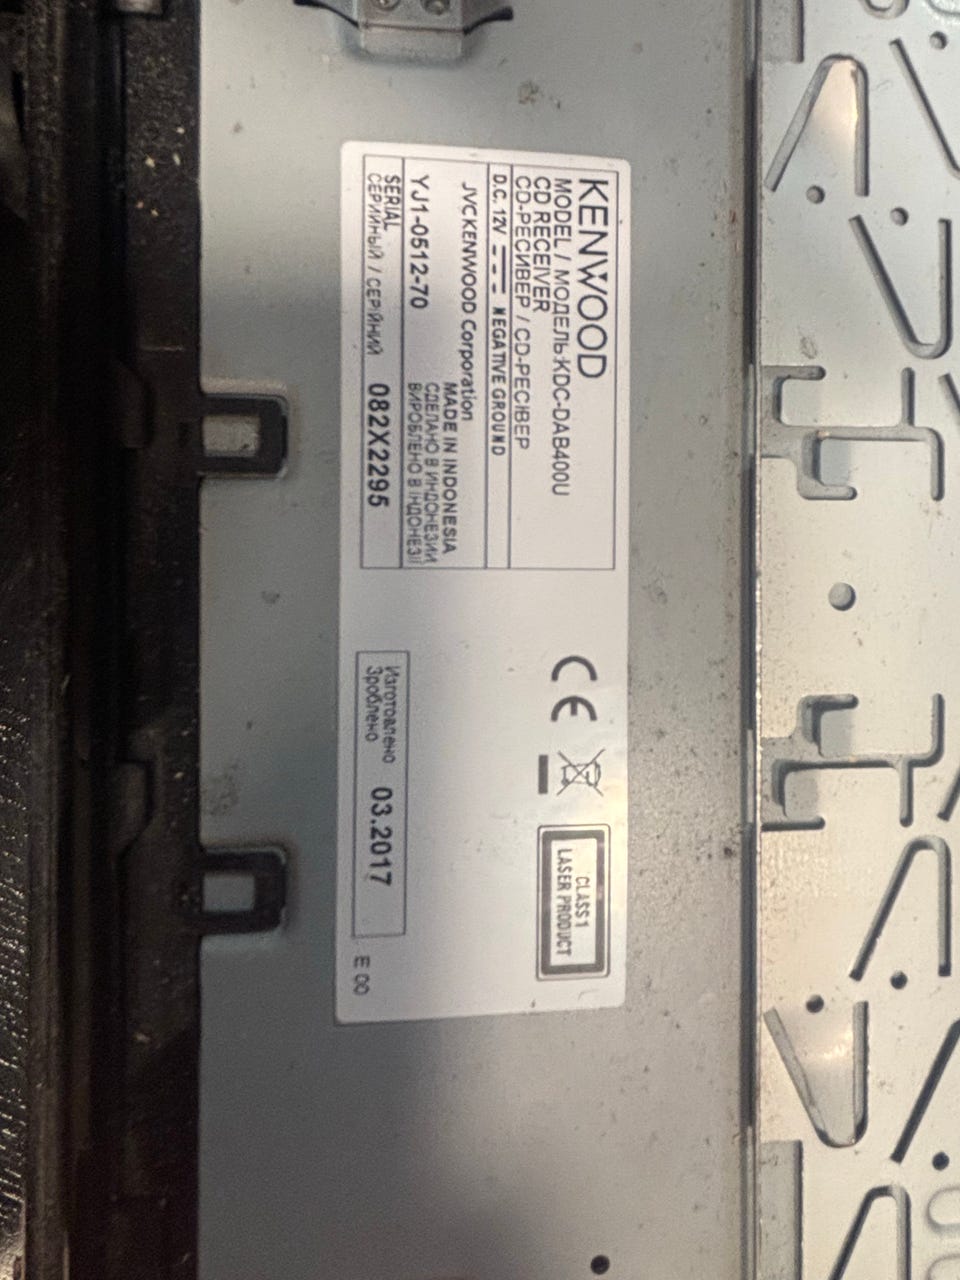 KENWOOD
MODEL / МОДЕЛЬ:KDC-DAB400U
CD RECEIVER
CD-РЕСИВЕР / CD-РЕСІВЕР
D.C. 12V NEGATIVE GROUND
JVCKENWOOD Corporation
MADE IN INDONESIA
СДЕЛАНО В ИНДОНЕЗИИ
ВИРОБЛЕНО В ІНДОНЕЗІЇ
YJ1-0512-70
SERIAL
СЕРИЙНЫЙ / СЕРІЙНИЙ 082X2295
CE
CLASS 1
LASER PRODUCT
Изготовлено
Зроблено
03.2017
E 00